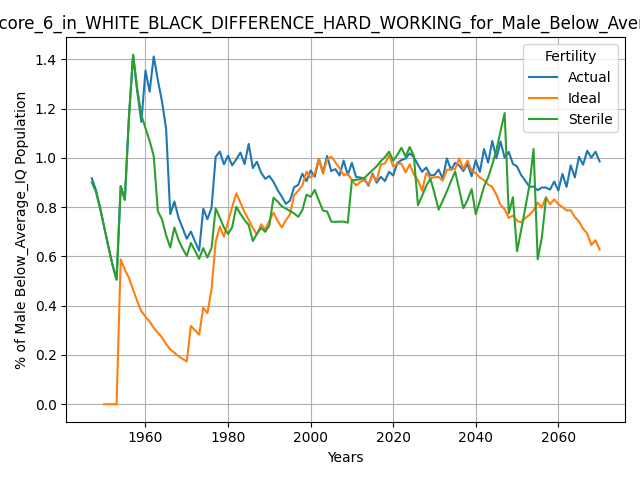 core_6_in_WHITE_BLACK_DIFFERENCE_HARD_WORKING_for_Male_Below_Aver
Fertility
Actual
Ideal
Sterile
% of Male Below_Average_IQ Population
1.4
1.2
1.0
0.8
0.6
0.4
0.2
0.0
1960 1980 2000 2020 2040 2060
Years